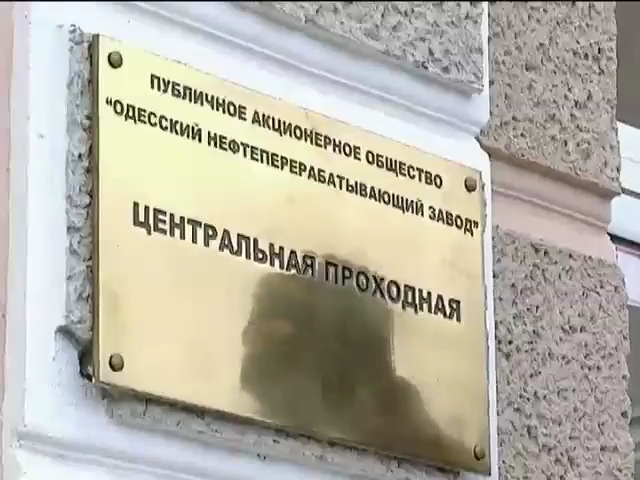 ПУБЛИЧНОЕ АКЦИОНЕРНОЕ ОБЩЕСТВО
“ОДЕССКИЙ НЕФТЕПЕРЕРАБАТЫВАЮЩИЙ ЗАВОД”
ЦЕНТРАЛЬНАЯ ПРОХОДНАЯ